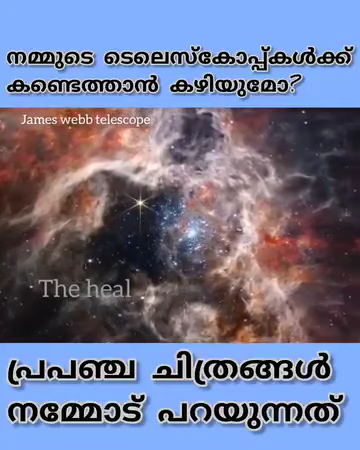 നമ്മുടെ ടെലെസ്കോപ്പ്കൾക്ക്
കണ്ടെത്താൻ കഴിയുമോ?
James webb telescope
The heal
പ്രപഞ്ച ചിത്രങ്ങൾ
നമ്മോട് പറയുന്നത്